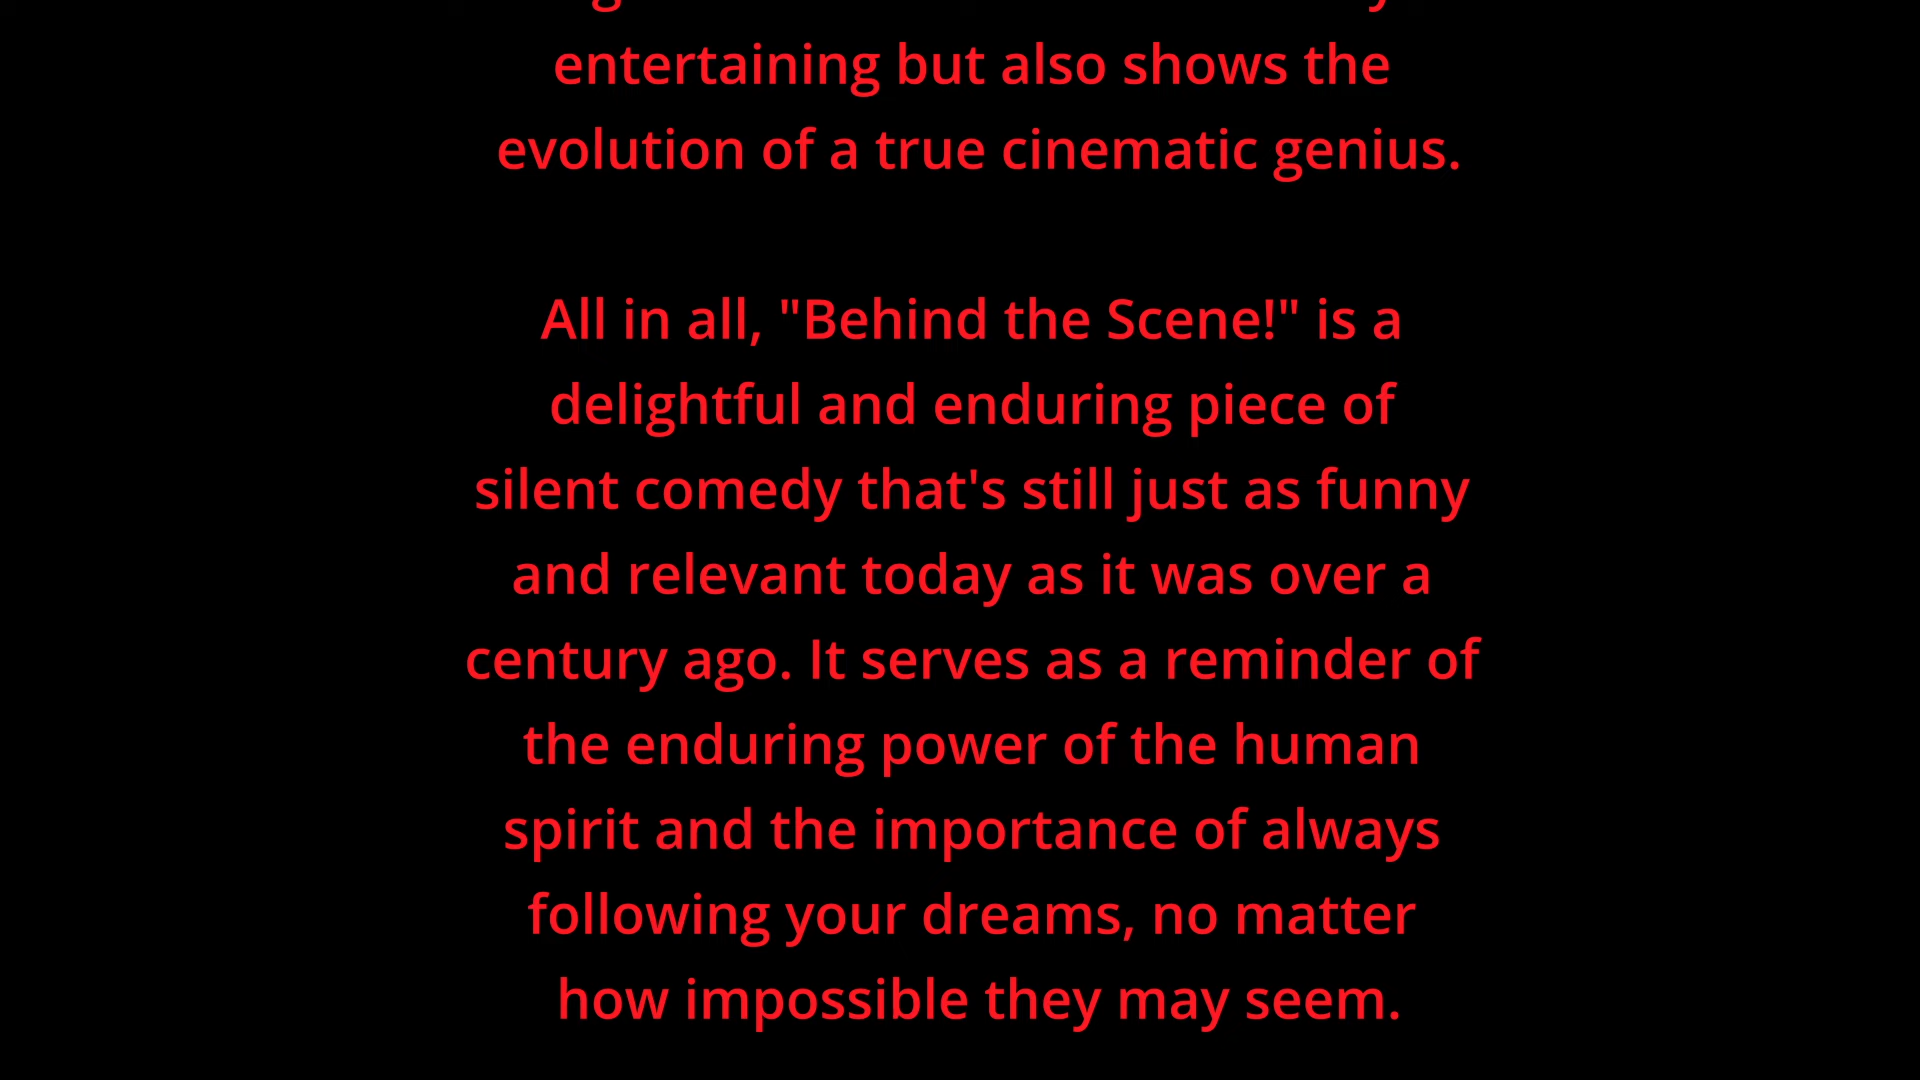 entertaining but also shows the
evolution of a true cinematic genius.
All in all, "Behind the Scene!" is a
delightful and enduring piece of
silent comedy that's still just as funny
and relevant today as it was over a
century ago. It serves as a reminder of
the enduring power of the human
spirit and the importance of always
following your dreams, no matter
how impossible they may seem.